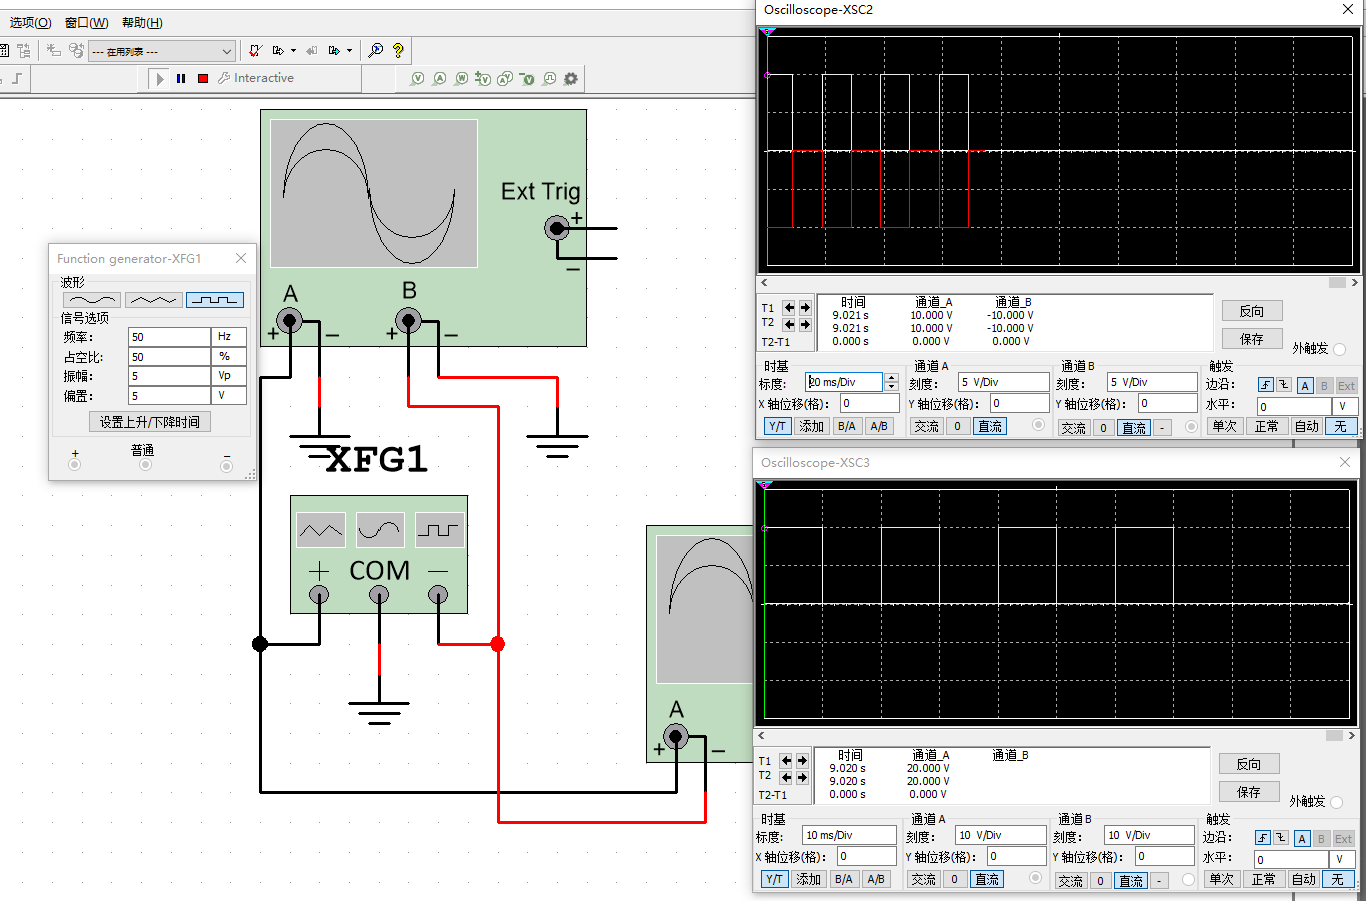 选项(O) 窗口(W) 帮助(H)
--- 在用列表 ---
Interactive
Ext Trig
+
−
A
B
+ −
+ −
Function generator-XFG1
波形
信号选项
频率: 50 Hz
占空比: 50 %
振幅: 5 Vp
偏置: 5 V
设置上升/下降时间
+ 普通 −
XFG1
+ COM −
A
+ −
Oscilloscope-XSC2
时间 通道_A 通道_B
T1 9.021 s 10.000 V -10.000 V
T2 9.021 s 10.000 V -10.000 V
T2-T1 0.000 s 0.000 V 0.000 V
反向
保存
外触发
时基 通道 A 通道 B 触发
标度: 20 ms/Div 刻度: 5 V/Div 刻度: 5 V/Div 边沿: A B Ext
X 轴位移(格): 0 Y 轴位移(格): 0 Y 轴位移(格): 0 水平: 0 V
Y/T 添加 B/A A/B 交流 0 直流 交流 0 直流 - 单次 正常 自动 无
Oscilloscope-XSC3
时间 通道_A 通道_B
T1 9.020 s 20.000 V
T2 9.020 s 20.000 V
T2-T1 0.000 s 0.000 V
反向
保存
外触发
时基 通道 A 通道 B 触发
标度: 10 ms/Div 刻度: 10 V/Div 刻度: 10 V/Div 边沿: A B Ext
X 轴位移(格): 0 Y 轴位移(格): 0 Y 轴位移(格): 0 水平: 0 V
Y/T 添加 B/A A/B 交流 0 直流 交流 0 直流 - 单次 正常 自动 无